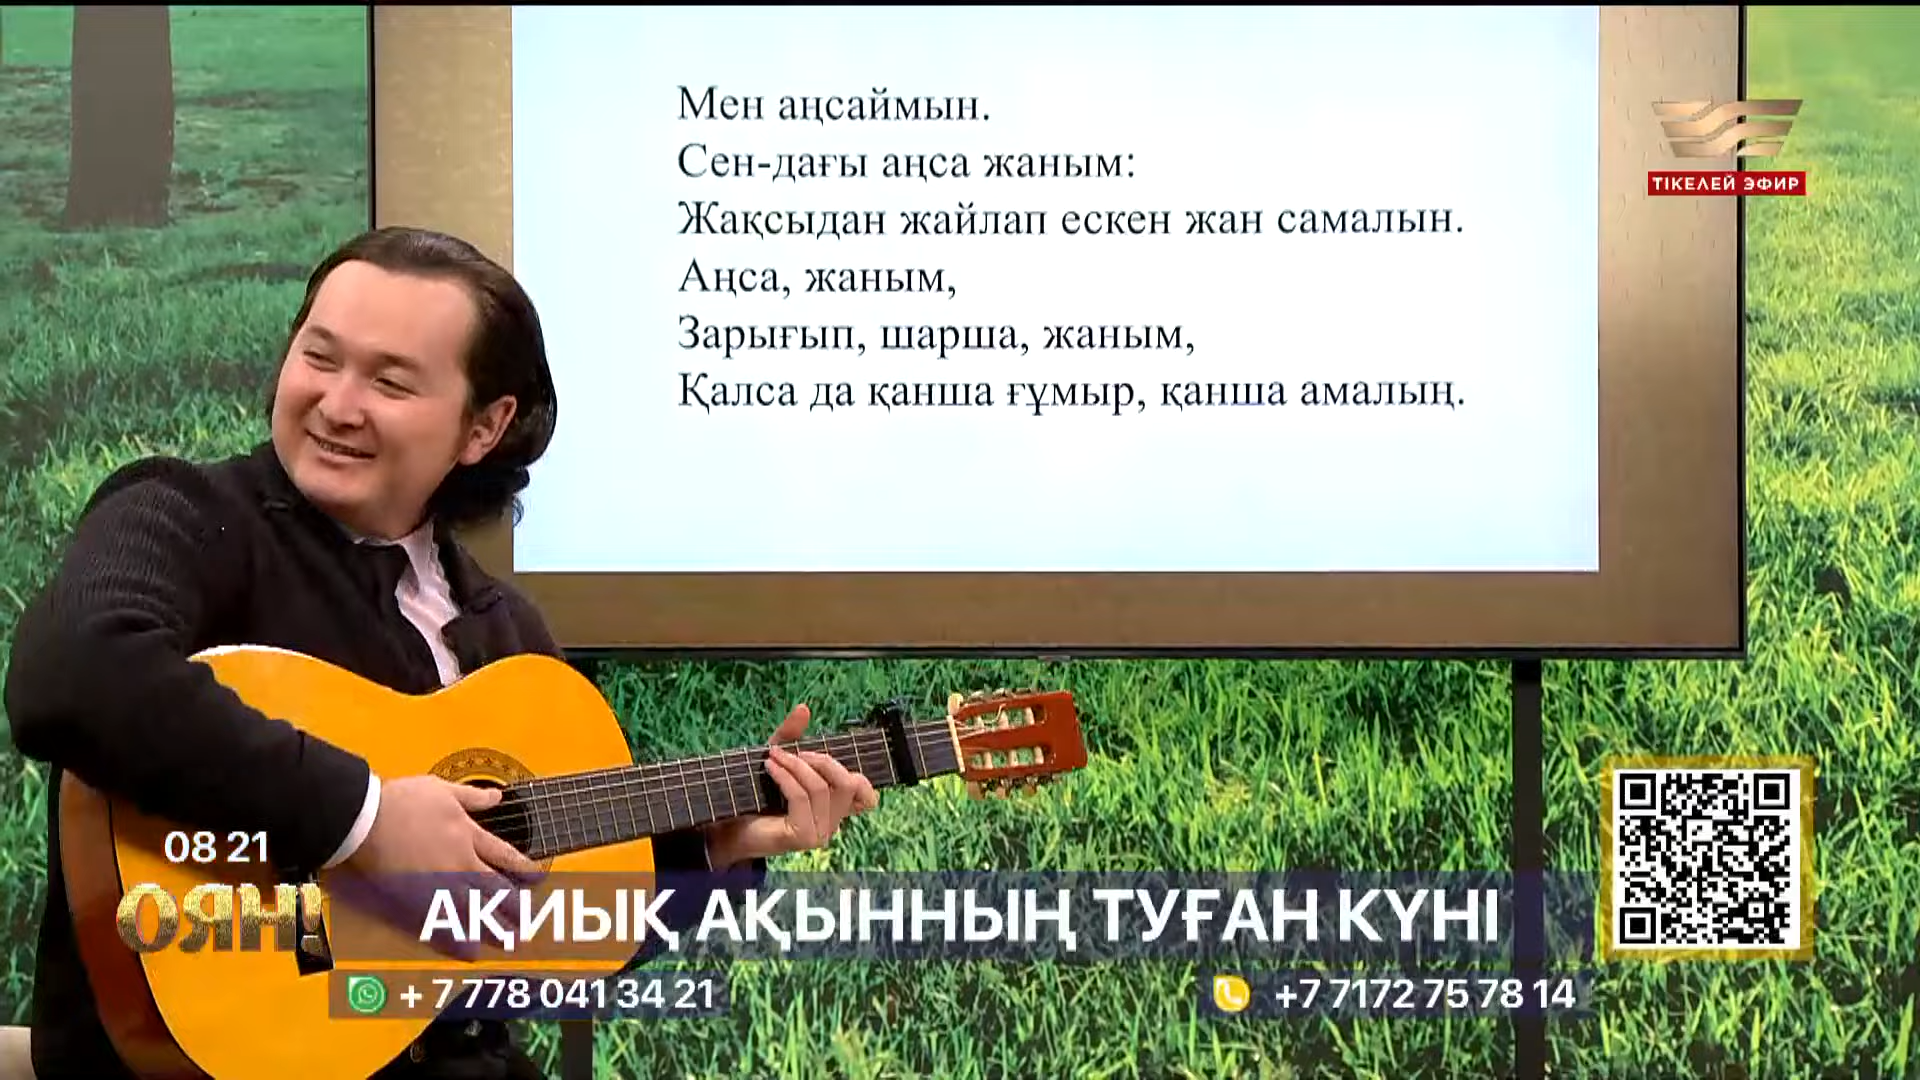 Мен аңсаймын.
Сен-дағы аңса жаным:
Жақсыдан жайлап ескен жан самалын.
Аңса, жаным,
Зарығып, шарша, жаным,
Қалса да қанша ғұмыр, қанша амалың.
ТІКЕЛЕЙ ЭФИР
08 21
ОЯН!
АҚИЫҚ АҚЫННЫҢ ТУҒАН КҮНІ
+ 7 778 041 34 21
+7 7172 75 78 14